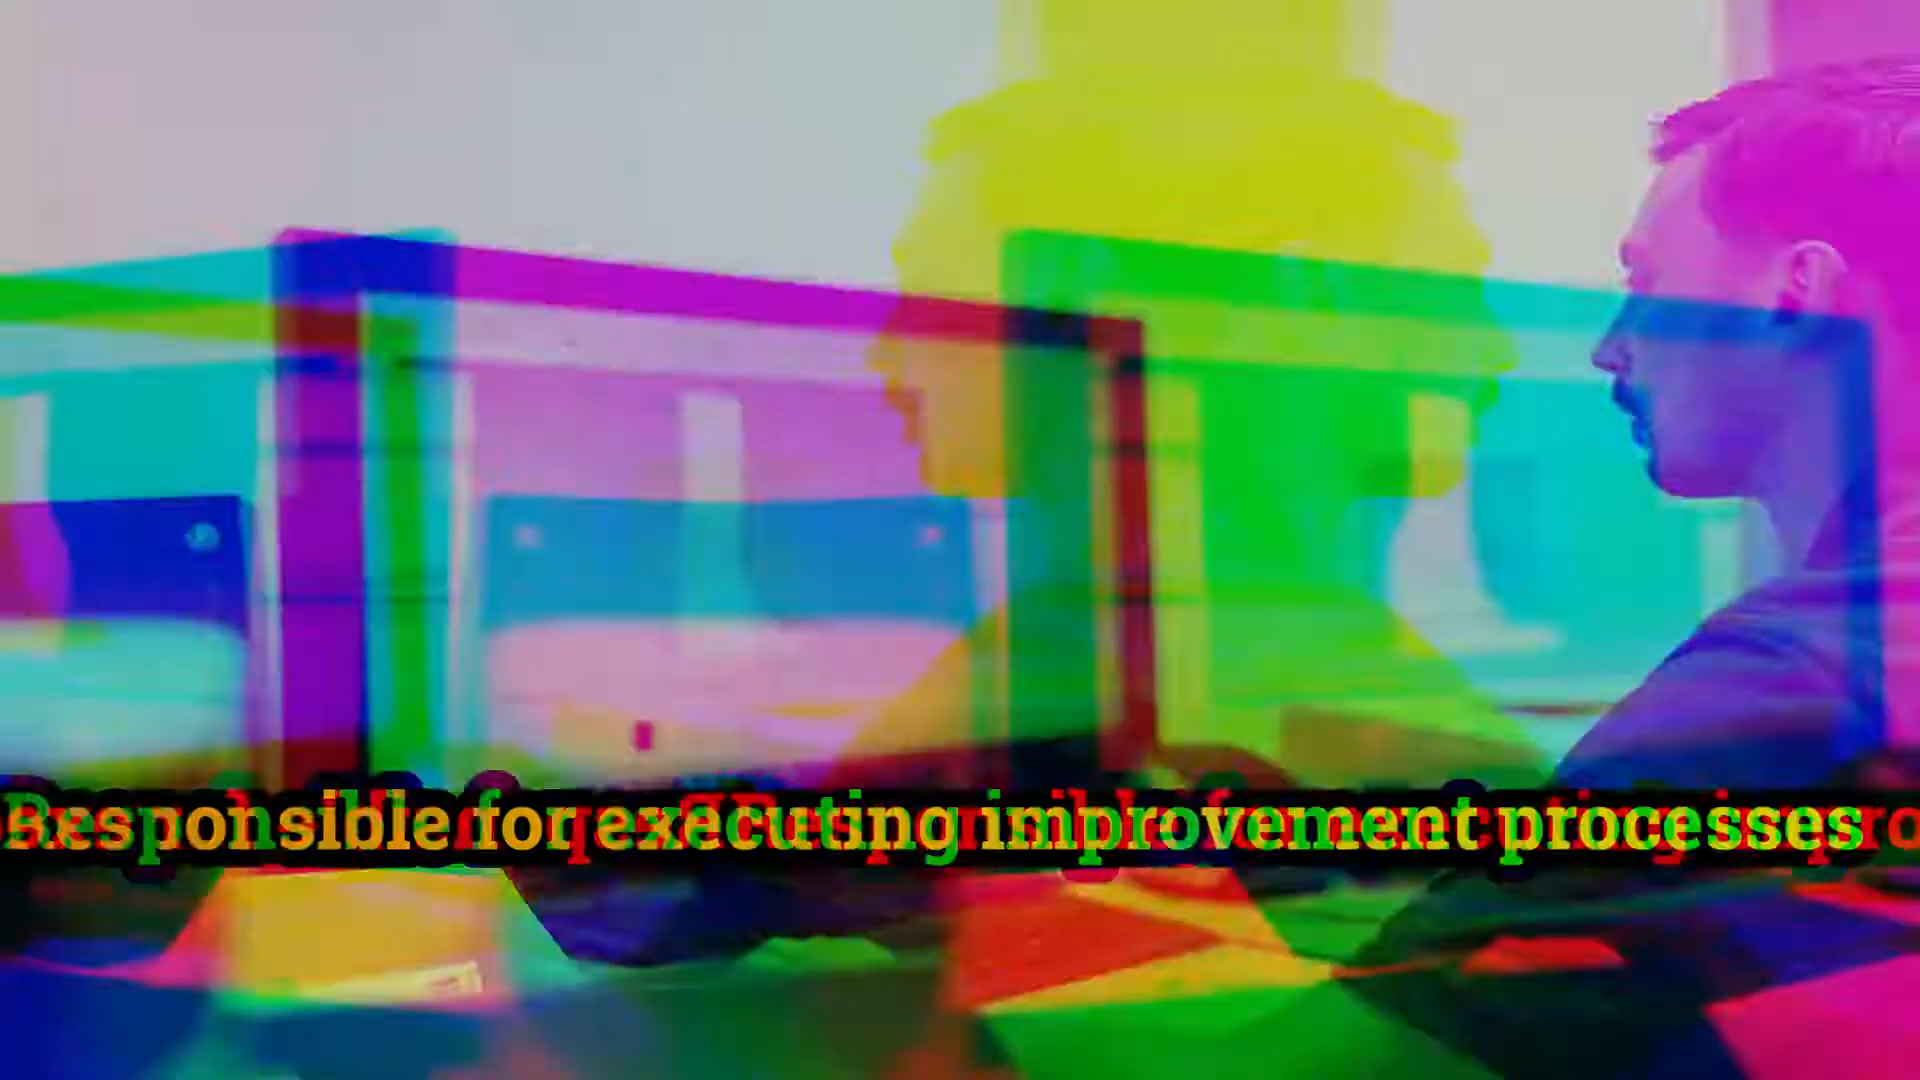 Responsible for executing improvement processes